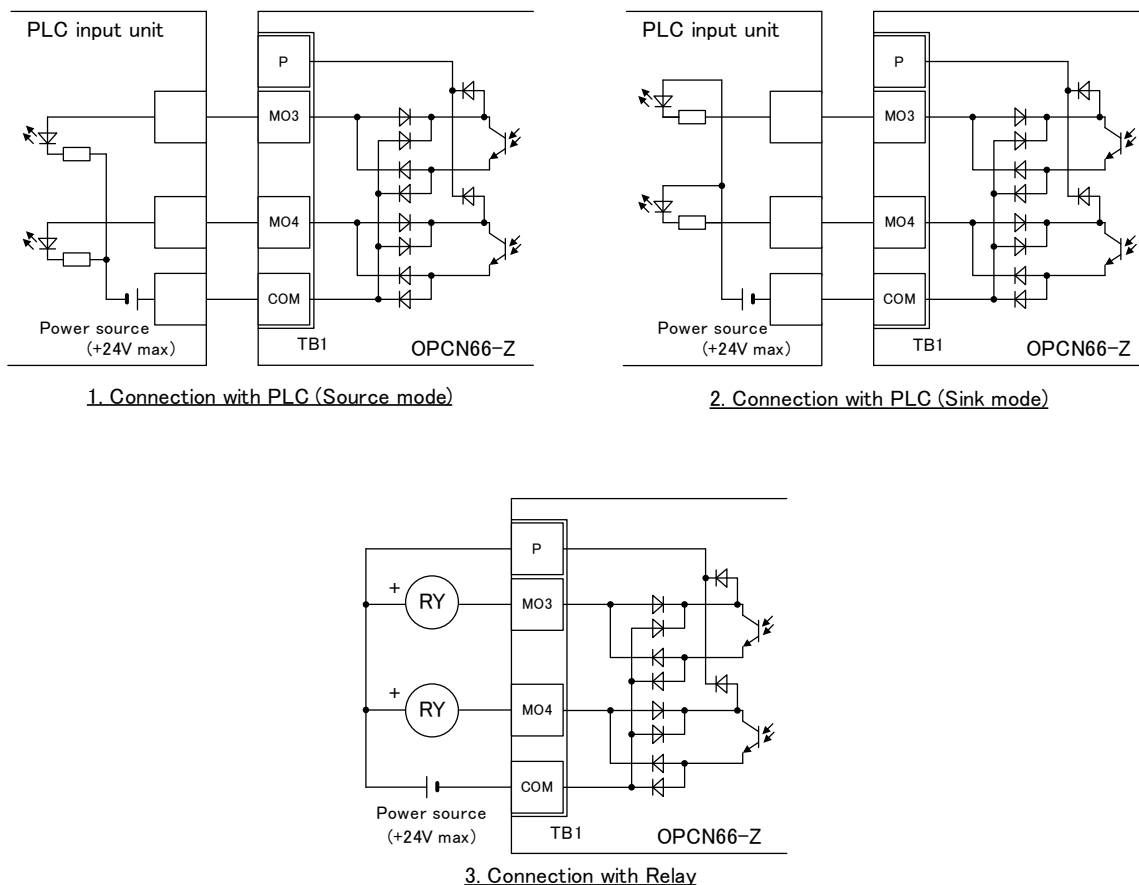 PLC input unit
P
MO3
MO4
COM
Power source
(+24V max)
TB1
OPCN66-Z
1. Connection with PLC (Source mode)
PLC input unit
P
MO3
MO4
COM
Power source
(+24V max)
TB1
OPCN66-Z
2. Connection with PLC (Sink mode)
P
+
RY
MO3
+
RY
MO4
COM
Power source
(+24V max)
TB1
OPCN66-Z
3. Connection with Relay